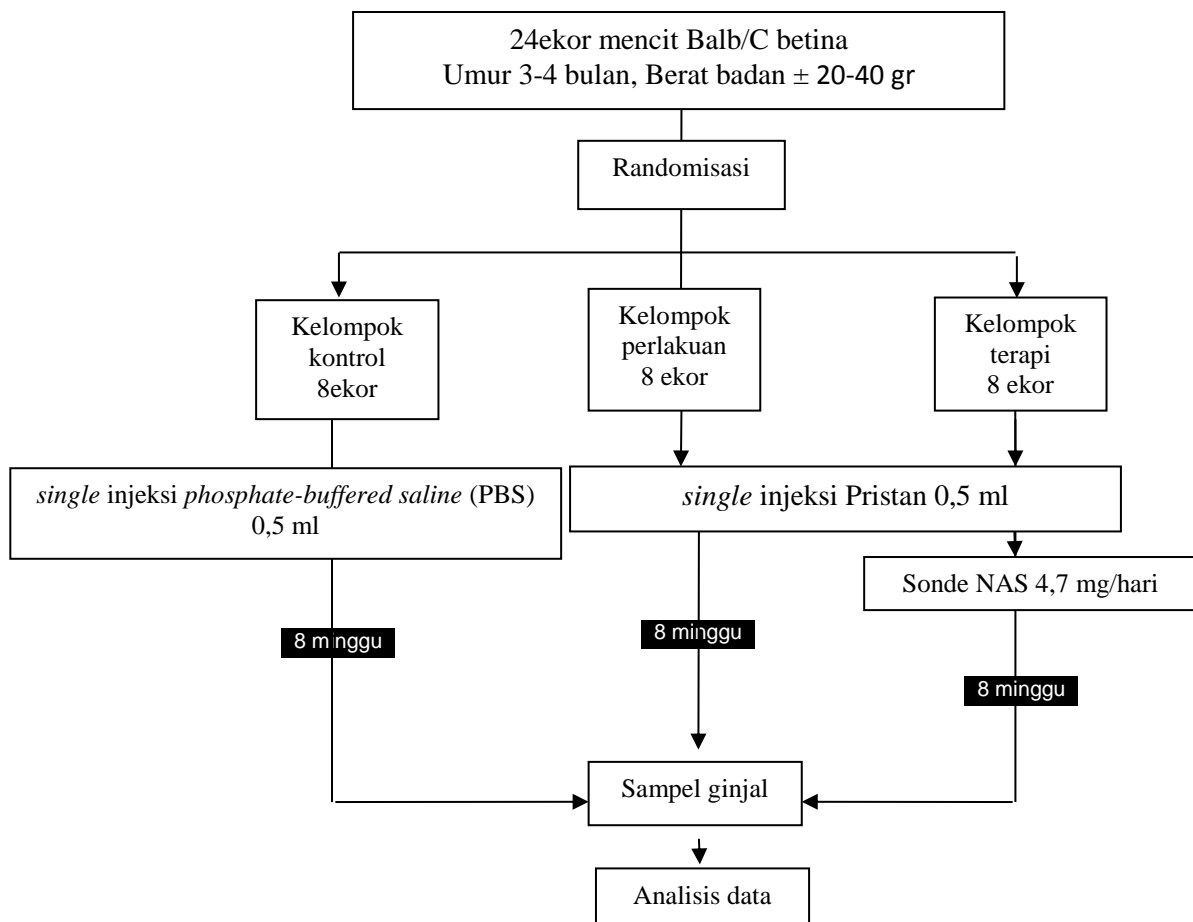 24ekor mencit Balb/C betina
Umur 3-4 bulan, Berat badan ± 20-40 gr
Randomisasi
Kelompok
kontrol
8ekor
Kelompok
perlakuan
8 ekor
Kelompok
terapi
8 ekor
single injeksi phosphate-buffered saline (PBS)
0,5 ml
single injeksi Pristan 0,5 ml
Sonde NAS 4,7 mg/hari
8 minggu
8 minggu
8 minggu
Sampel ginjal
Analisis data